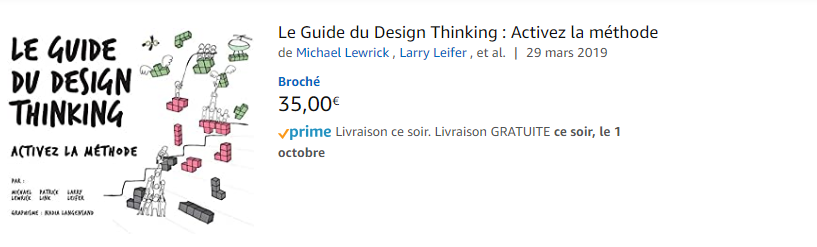 LE GUIDE
DU DESIGN
THINKING
ACTIVEZ LA MÉTHODE
PAR :
MICHAEL PATRICK LARRY
LEWRICK LINK LEIFER
GRAPHISME : NADIA LANGENSAND
Le Guide du Design Thinking : Activez la méthode
de Michael Lewrick , Larry Leifer , et al. | 29 mars 2019
Broché
35,00€
prime Livraison ce soir. Livraison GRATUITE ce soir, le 1
octobre